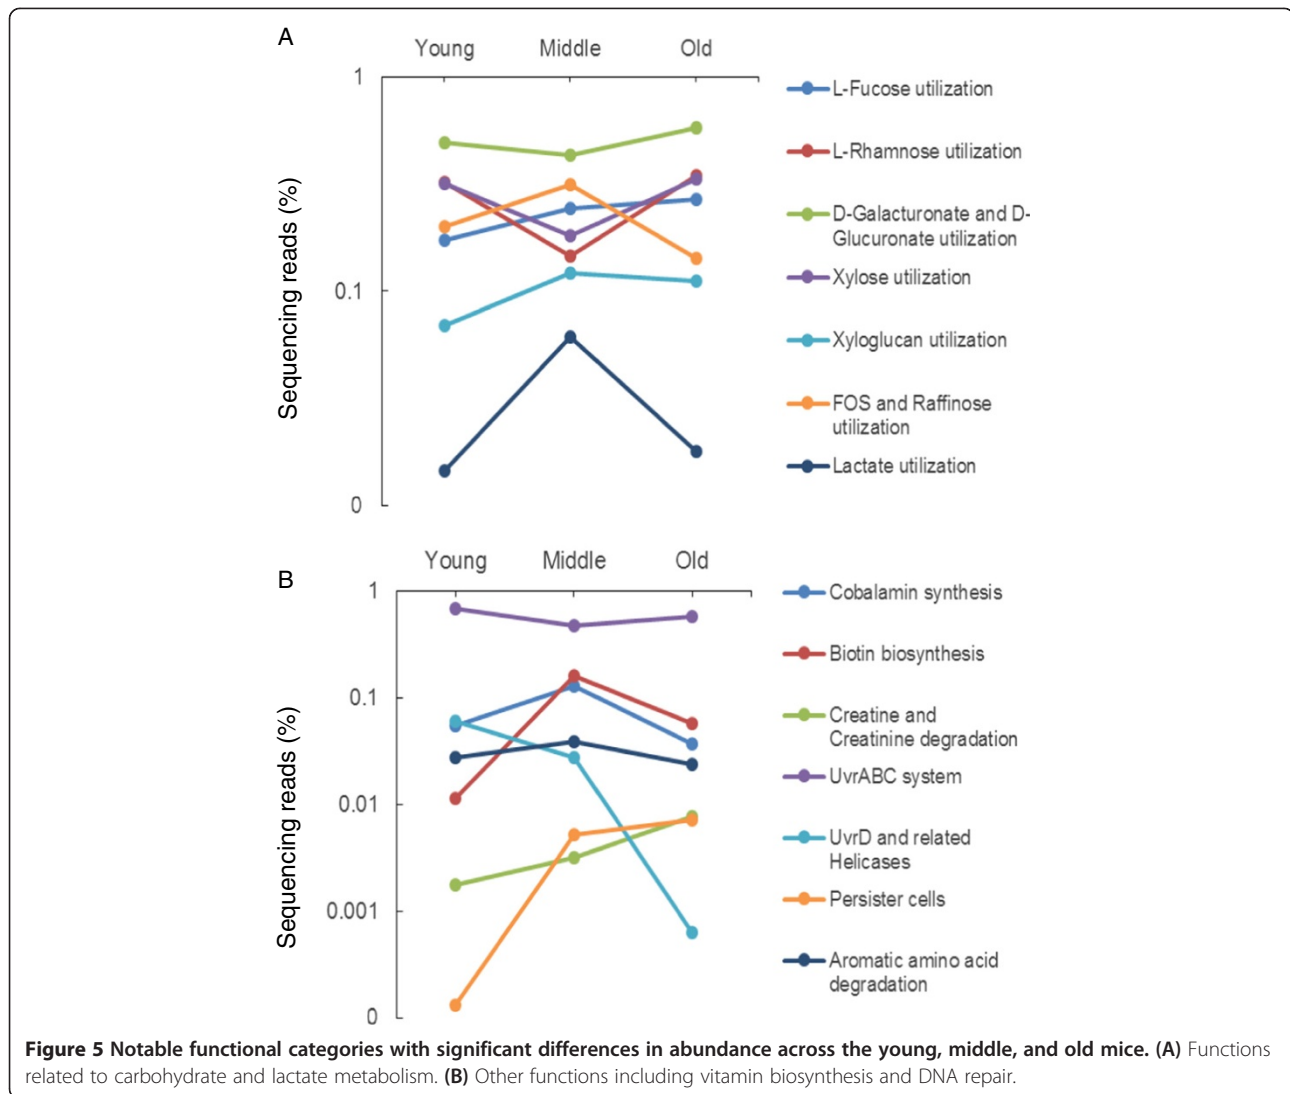 A
Young Middle Old
1
0.1
0
Sequencing reads (%)
L-Fucose utilization
L-Rhamnose utilization
D-Galacturonate and D-
Glucuronate utilization
Xylose utilization
Xyloglucan utilization
FOS and Raffinose
utilization
Lactate utilization
B
Young Middle Old
1
0.1
0.01
0.001
0
Sequencing reads (%)
Cobalamin synthesis
Biotin biosynthesis
Creatine and
Creatinine degradation
UvrABC system
UvrD and related
Helicases
Persister cells
Aromatic amino acid
degradation
Figure 5 Notable functional categories with significant differences in abundance across the young, middle, and old mice. (A) Functions
related to carbohydrate and lactate metabolism. (B) Other functions including vitamin biosynthesis and DNA repair.